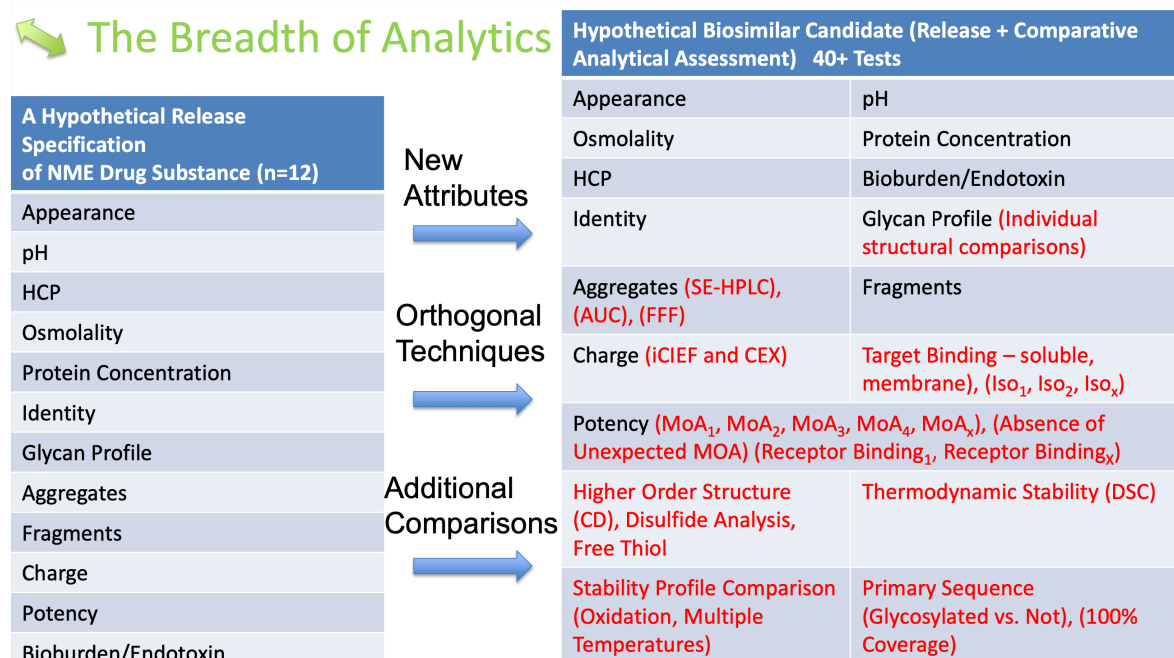 The Breadth of Analytics
A Hypothetical Release
Specification
of NME Drug Substance (n=12)
Appearance
pH
HCP
Osmolality
Protein Concentration
Identity
Glycan Profile
Aggregates
Fragments
Charge
Potency
Bioburden/Endotoxin
New
Attributes
Orthogonal
Techniques
Additional
Comparisons
Hypothetical Biosimilar Candidate (Release + Comparative
Analytical Assessment) 40+ Tests
Appearance
pH
Osmolality
Protein Concentration
HCP
Bioburden/Endotoxin
Identity
Glycan Profile (Individual
structural comparisons)
Aggregates (SE-HPLC),
(AUC), (FFF)
Fragments
Charge (iCIEF and CEX)
Target Binding – soluble,
membrane), (Iso1, Iso2, Isox)
Potency (MoA1, MoA2, MoA3, MoA4, MoAx), (Absence of
Unexpected MOA) (Receptor Binding1, Receptor Bindingx)
Higher Order Structure
(CD), Disulfide Analysis,
Free Thiol
Thermodynamic Stability (DSC)
Stability Profile Comparison
(Oxidation, Multiple
Temperatures)
Primary Sequence
(Glycosylated vs. Not), (100%
Coverage)